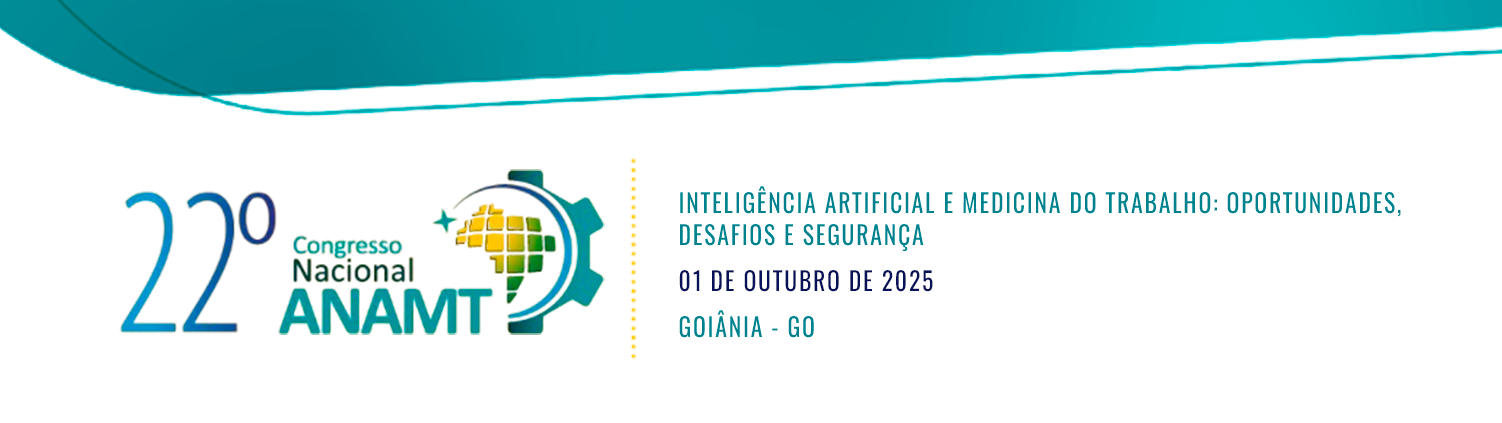 22º
Congresso
Nacional
ANAMT
INTELIGÊNCIA ARTIFICIAL E MEDICINA DO TRABALHO: OPORTUNIDADES,
DESAFIOS E SEGURANÇA
01 DE OUTUBRO DE 2025
GOIÂNIA - GO